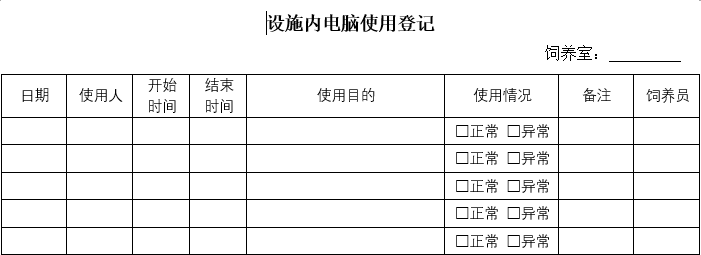 设施内电脑使用登记
饲养室：
日期 使用人 开始时间 结束时间 使用目的 使用情况 备注 饲养员
□正常 □异常
□正常 □异常
□正常 □异常
□正常 □异常
□正常 □异常